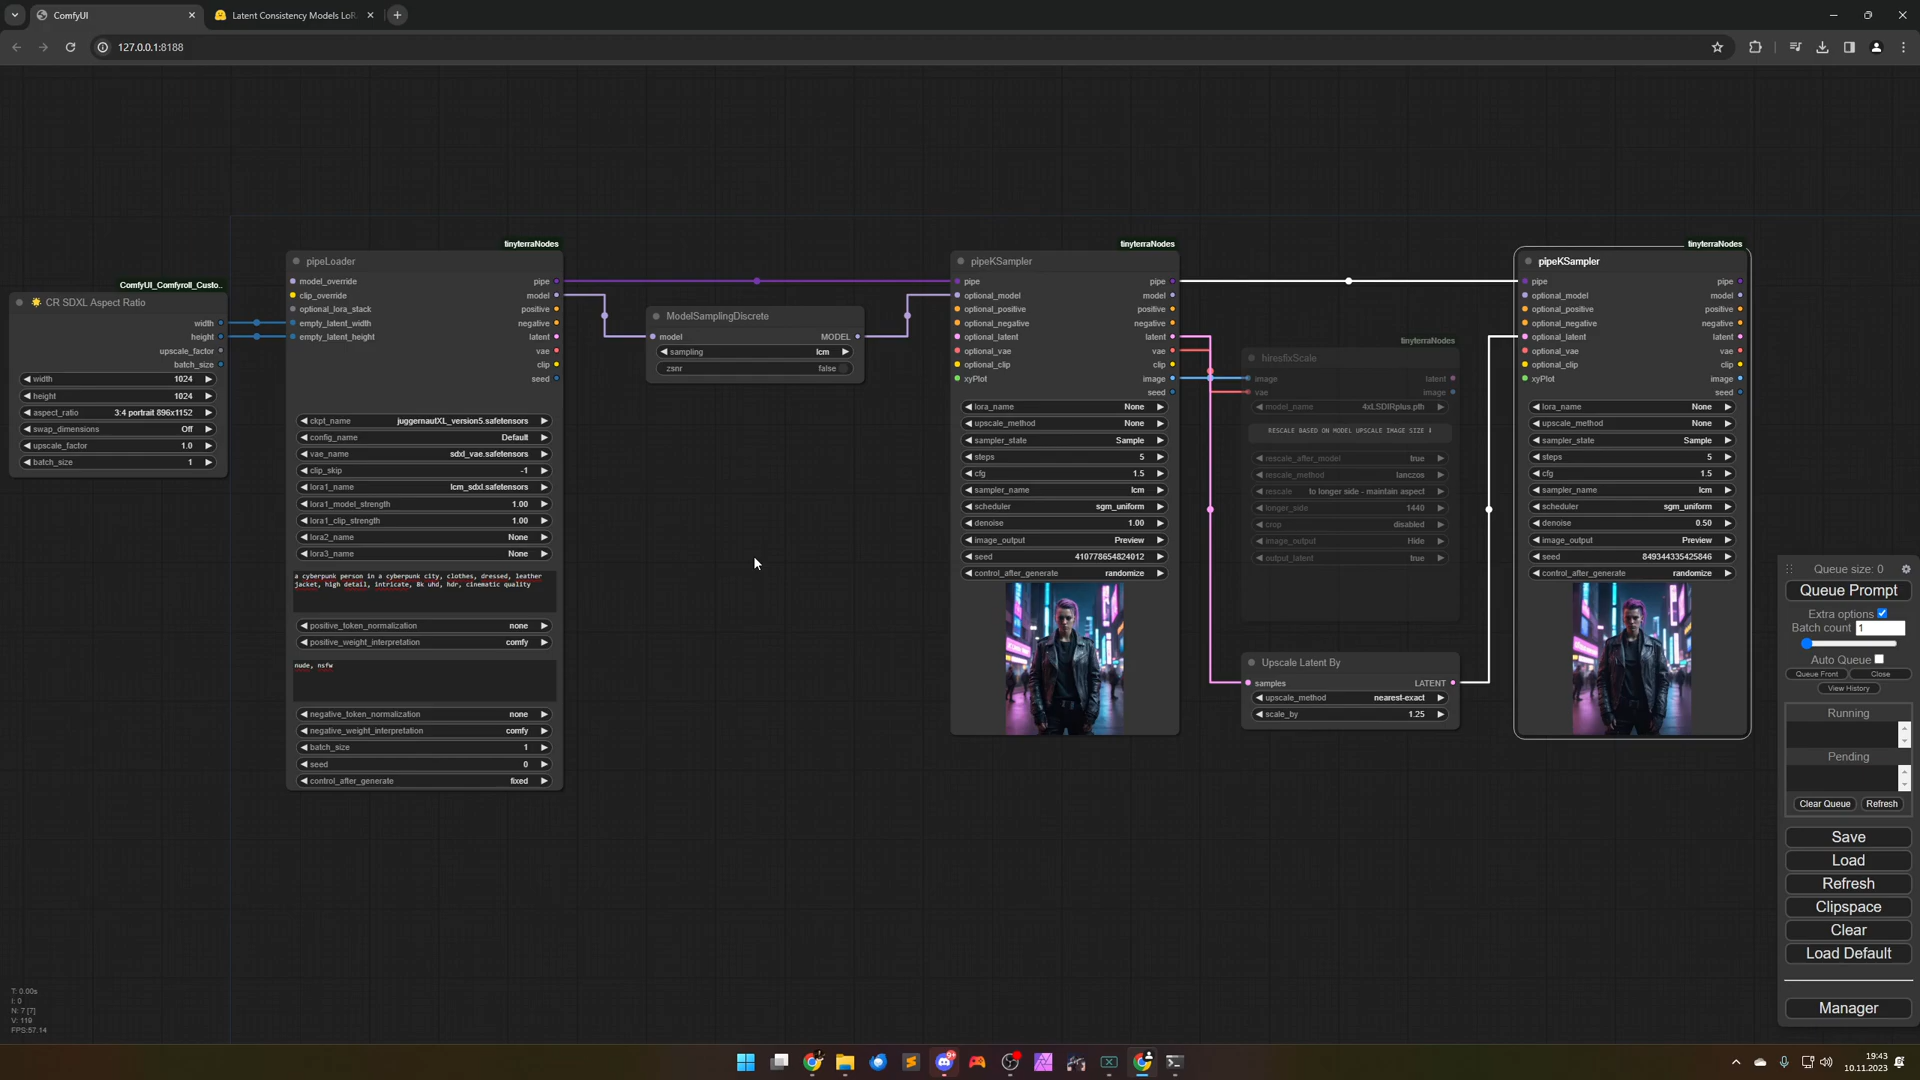 ComfyUI
Latent Consistency Models LoR
127.0.0.1:8188
ComfyUI_Comfyroll_Custo..
CR SDXL Aspect Ratio
width
height
upscale_factor
batch_size
width 1024
height 1024
aspect_ratio 3:4 portrait 896x1152
swap_dimensions Off
upscale_factor 1.0
batch_size 1
tinyterraNodes
pipeLoader
model_override pipe
clip_override model
optional_lora_stack positive
empty_latent_width negative
empty_latent_height latent
vae
clip
seed
ckpt_name juggernautXL_version5.safetensors
config_name Default
vae_name sdxl_vae.safetensors
clip_skip -1
lora1_name lcm_sdxl.safetensors
lora1_model_strength 1.00
lora1_clip_strength 1.00
lora2_name None
lora3_name None
a cyberpunk person in a cyberpunk city, clothes, dressed, leather
jacket, high detail, intricate, 8k uhd, hdr, cinematic quality
positive_token_normalization none
positive_weight_interpretation comfy
nude, nsfw
negative_token_normalization none
negative_weight_interpretation comfy
batch_size 1
seed 0
control_after_generate fixed
ModelSamplingDiscrete
model MODEL
sampling lcm
zsnr false
tinyterraNodes
pipeKSampler
pipe pipe
optional_model model
optional_positive positive
optional_negative negative
optional_latent latent
optional_vae vae
optional_clip clip
xyPlot image
seed
lora_name None
upscale_method None
sampler_state Sample
steps 5
cfg 1.5
sampler_name lcm
scheduler sgm_uniform
denoise 1.00
image_output Preview
seed 410778654824012
control_after_generate randomize
tinyterraNodes
hiresfixScale
image latent
vae image
model_name 4xLSDIRplus.pth
RESCALE BASED ON MODEL UPSCALE IMAGE SIZE ⬇
rescale_after_model true
rescale_method lanczos
rescale to longer side - maintain aspect
longer_side 1440
crop disabled
image_output Hide
output_latent true
Upscale Latent By
samples LATENT
upscale_method nearest-exact
scale_by 1.25
tinyterraNodes
pipeKSampler
pipe pipe
optional_model model
optional_positive positive
optional_negative negative
optional_latent latent
optional_vae vae
optional_clip clip
xyPlot image
seed
lora_name None
upscale_method None
sampler_state Sample
steps 5
cfg 1.5
sampler_name lcm
scheduler sgm_uniform
denoise 0.50
image_output Preview
seed 849344335425846
control_after_generate randomize
Queue size: 0
Queue Prompt
Extra options
Batch count 1
Auto Queue
Queue Front Close
View History
Running
Pending
Clear Queue Refresh
Save
Load
Refresh
Clipspace
Clear
Load Default
Manager
T: 0.00s
I: 0
N: 7 [7]
V: 119
FPS:57.14
19:43
10.11.2023